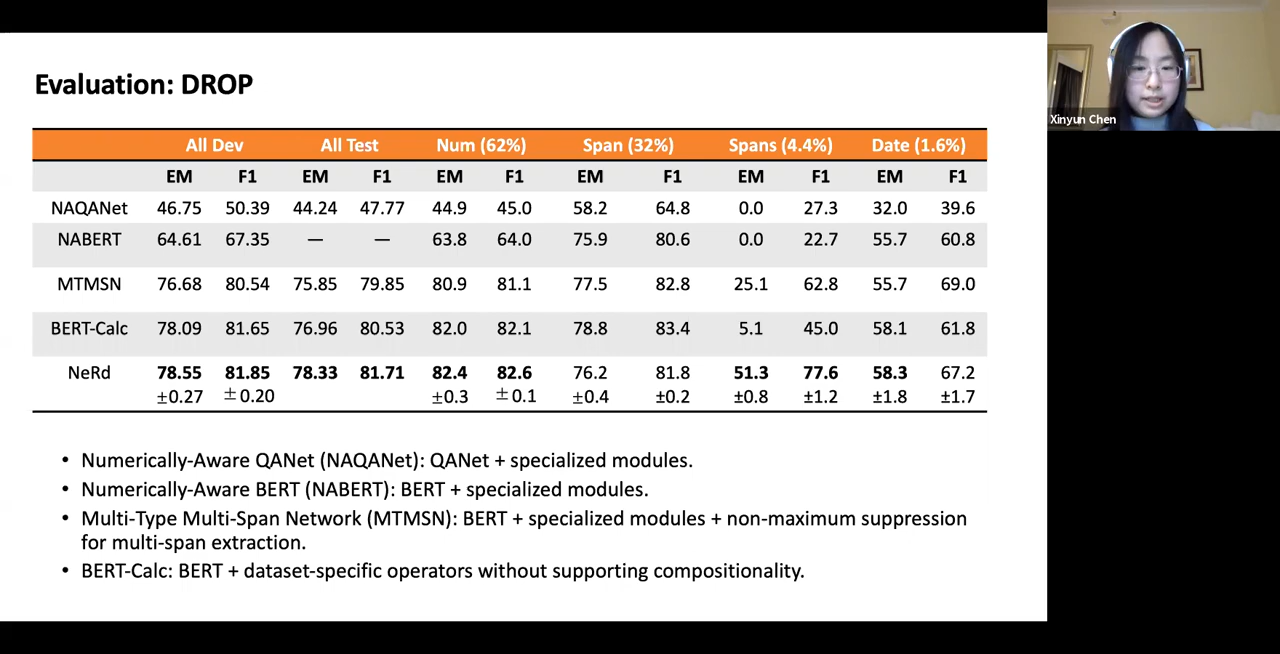 Evaluation: DROP
All Dev All Test Num (62%) Span (32%) Spans (4.4%) Date (1.6%)
EM F1 EM F1 EM F1 EM F1 EM F1 EM F1
NAQANet 46.75 50.39 44.24 47.77 44.9 45.0 58.2 64.8 0.0 27.3 32.0 39.6
NABERT 64.61 67.35 — — 63.8 64.0 75.9 80.6 0.0 22.7 55.7 60.8
MTMSN 76.68 80.54 75.85 79.85 80.9 81.1 77.5 82.8 25.1 62.8 55.7 69.0
BERT-Calc 78.09 81.65 76.96 80.53 82.0 82.1 78.8 83.4 5.1 45.0 58.1 61.8
NeRd 78.55 81.85 78.33 81.71 82.4 82.6 76.2 81.8 51.3 77.6 58.3 67.2
±0.27 ±0.20 ±0.3 ±0.1 ±0.4 ±0.2 ±0.8 ±1.2 ±1.8 ±1.7
• Numerically-Aware QANet (NAQANet): QANet + specialized modules.
• Numerically-Aware BERT (NABERT): BERT + specialized modules.
• Multi-Type Multi-Span Network (MTMSN): BERT + specialized modules + non-maximum suppression
for multi-span extraction.
• BERT-Calc: BERT + dataset-specific operators without supporting compositionality.
Xinyun Chen